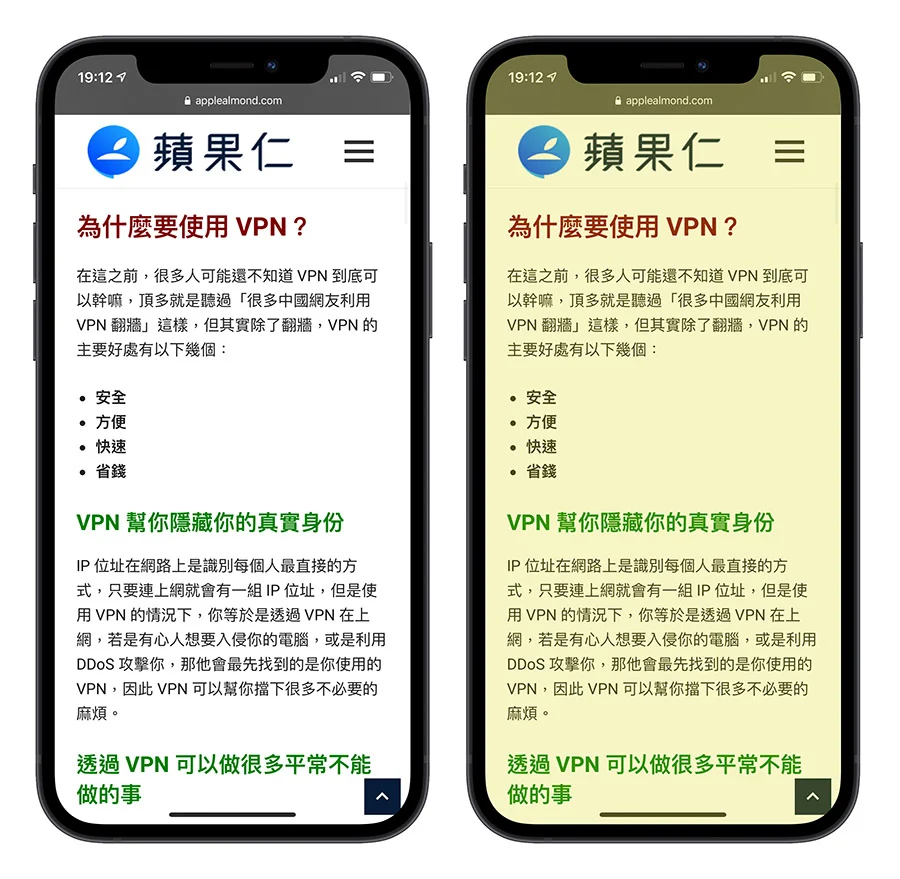 19:12
applealmond.com
蘋果仁
為什麼要使用 VPN？
在這之前，很多人可能還不知道 VPN 到底可
以幹嘛，頂多就是聽過「很多中國網友利用
VPN 翻牆」這樣，但其實除了翻牆，VPN 的
主要好處有以下幾個：
• 安全
• 方便
• 快速
• 省錢
VPN 幫你隱藏你的真實身份
IP 位址在網路上是識別每個人最直接的方
式，只要連上網就會有一組 IP 位址，但是使
用 VPN 的情況下，你等於是透過 VPN 在上
網，若是有心人想要入侵你的電腦，或是利用
DDoS 攻擊你，那他會最先找到的是你使用的
VPN，因此 VPN 可以幫你擋下很多不必要的
麻煩。
透過 VPN 可以做很多平常不能
做的事
19:12
applealmond.com
蘋果仁
為什麼要使用 VPN？
在這之前，很多人可能還不知道 VPN 到底可
以幹嘛，頂多就是聽過「很多中國網友利用
VPN 翻牆」這樣，但其實除了翻牆，VPN 的
主要好處有以下幾個：
• 安全
• 方便
• 快速
• 省錢
VPN 幫你隱藏你的真實身份
IP 位址在網路上是識別每個人最直接的方
式，只要連上網就會有一組 IP 位址，但是使
用 VPN 的情況下，你等於是透過 VPN 在上
網，若是有心人想要入侵你的電腦，或是利用
DDoS 攻擊你，那他會最先找到的是你使用的
VPN，因此 VPN 可以幫你擋下很多不必要的
麻煩。
透過 VPN 可以做很多平常不能
做的事